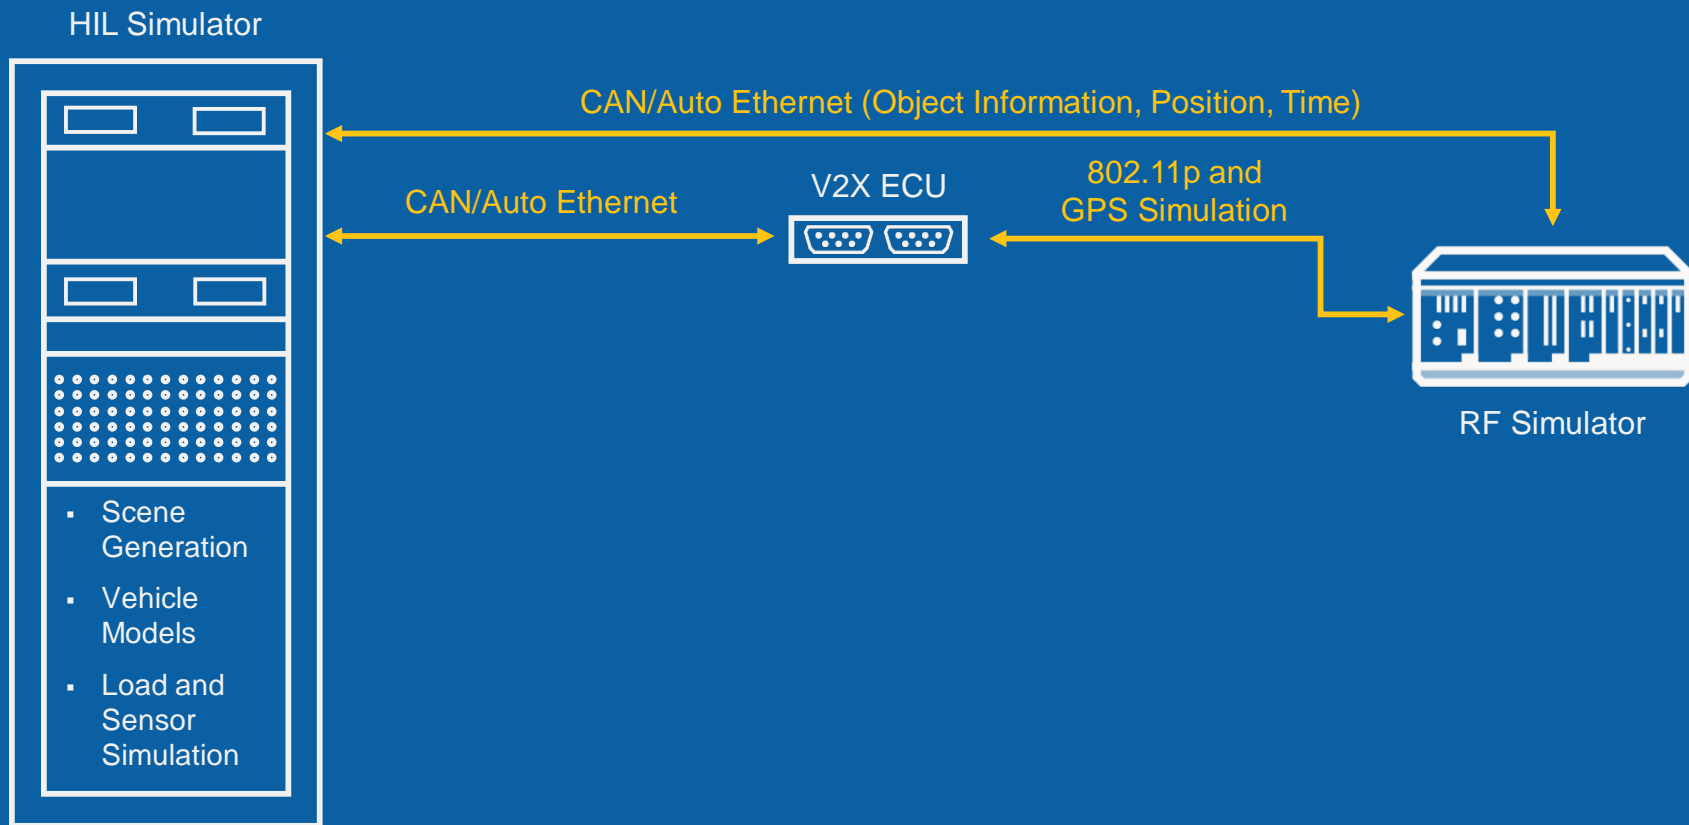 HIL Simulator
CAN/Auto Ethernet (Object Information, Position, Time)
CAN/Auto Ethernet
V2X ECU
802.11p and
GPS Simulation
RF Simulator
▪ Scene
Generation
▪ Vehicle
Models
▪ Load and
Sensor
Simulation